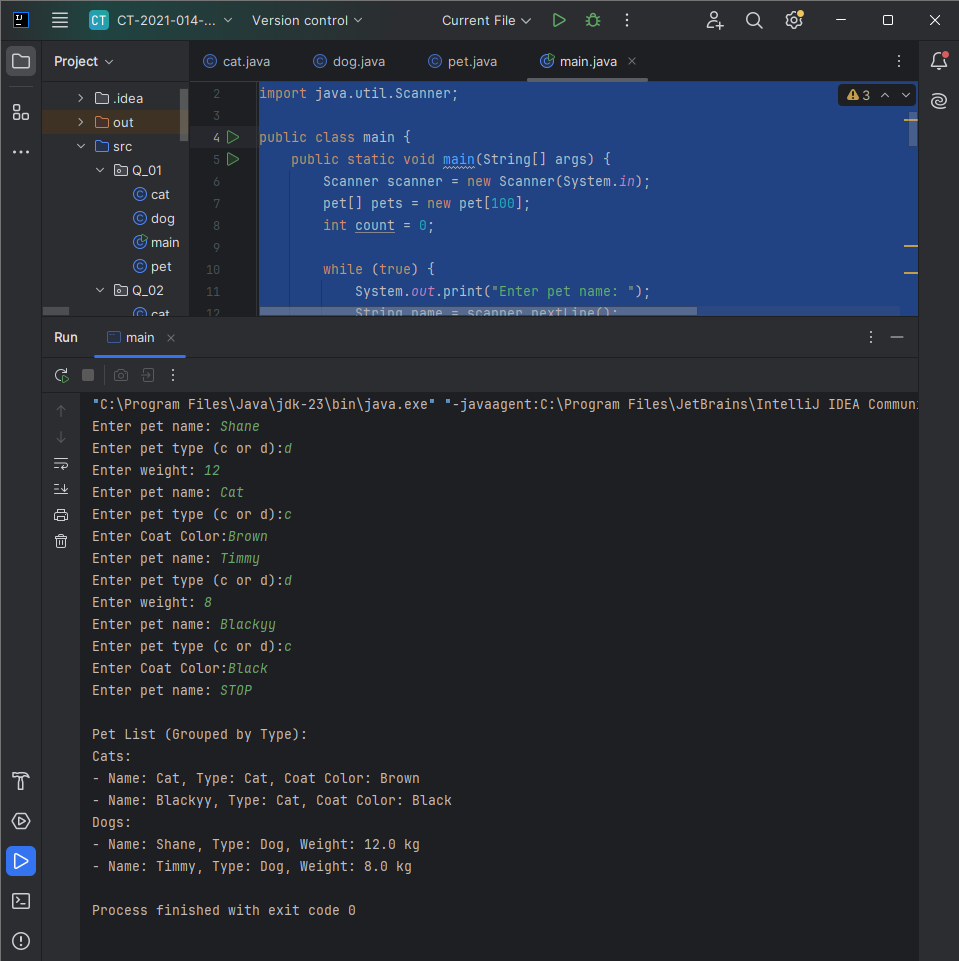 CT CT-2021-014-... Version control Current File
Project
cat.java dog.java pet.java main.java
.idea
out
src
Q_01
cat
dog
main
pet
Q_02
cat
3
2 import java.util.Scanner;
3
4 public class main {
5 public static void main(String[] args) {
6 Scanner scanner = new Scanner(System.in);
7 pet[] pets = new pet[100];
8 int count = 0;
9
10 while (true) {
11 System.out.print("Enter pet name: ");
12 String name = scanner.nextLine();
Run main
"C:\Program Files\Java\jdk-23\bin\java.exe" "-javaagent:C:\Program Files\JetBrains\IntelliJ IDEA Communi
Enter pet name: Shane
Enter pet type (c or d):d
Enter weight: 12
Enter pet name: Cat
Enter pet type (c or d):c
Enter Coat Color:Brown
Enter pet name: Timmy
Enter pet type (c or d):d
Enter weight: 8
Enter pet name: Blackyy
Enter pet type (c or d):c
Enter Coat Color:Black
Enter pet name: STOP
Pet List (Grouped by Type):
Cats:
- Name: Cat, Type: Cat, Coat Color: Brown
- Name: Blackyy, Type: Cat, Coat Color: Black
Dogs:
- Name: Shane, Type: Dog, Weight: 12.0 kg
- Name: Timmy, Type: Dog, Weight: 8.0 kg
Process finished with exit code 0